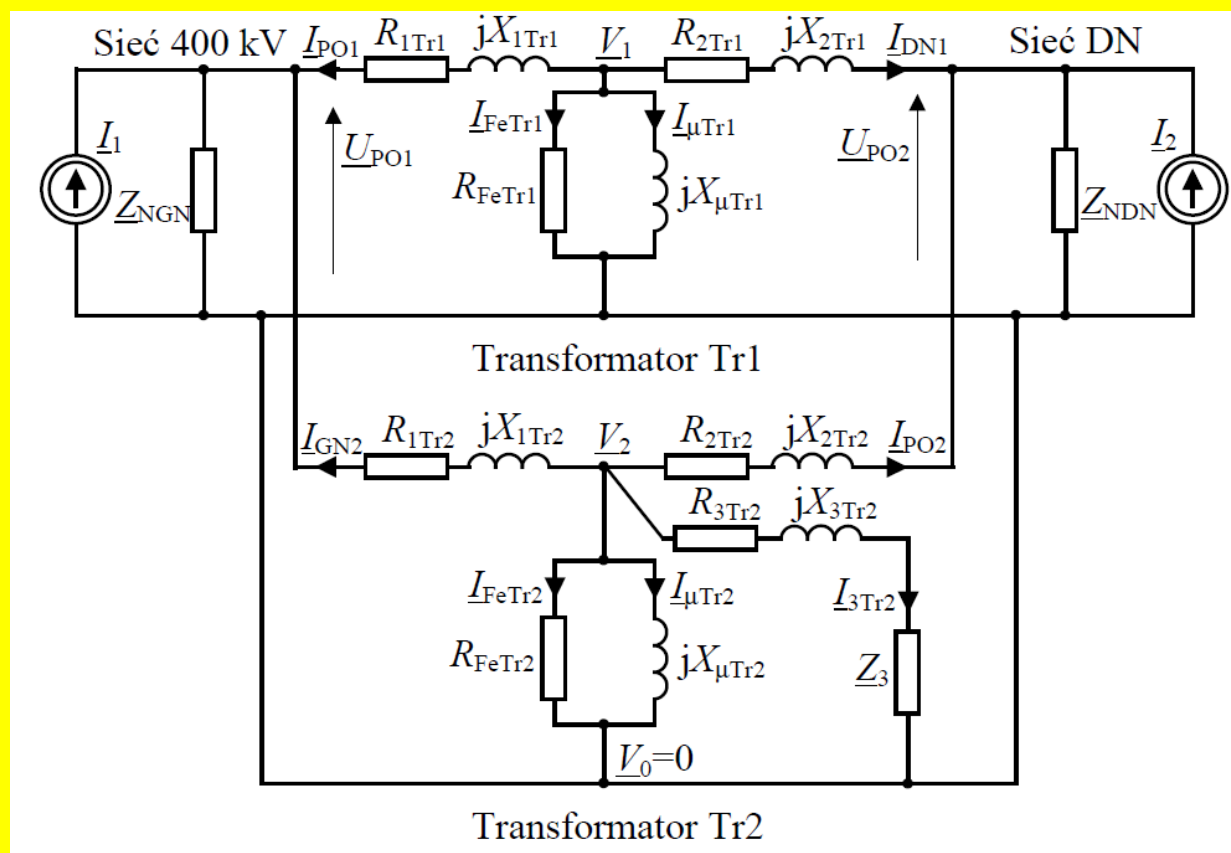 Sieć 400 kV I_PO1 R_1Tr1 jX_1Tr1 V_1 R_2Tr1 jX_2Tr1 I_DN1 Sieć DN
I_1 U_PO1 I_FeTr1 I_μTr1 U_PO2 I_2
Z_NGN R_FeTr1 jX_μTr1 Z_NDN
Transformator Tr1
I_GN2 R_1Tr2 jX_1Tr2 V_2 R_2Tr2 jX_2Tr2 I_PO2
R_3Tr2 jX_3Tr2
I_FeTr2 I_μTr2 I_3Tr2
R_FeTr2 jX_μTr2 Z_3
V_0=0
Transformator Tr2